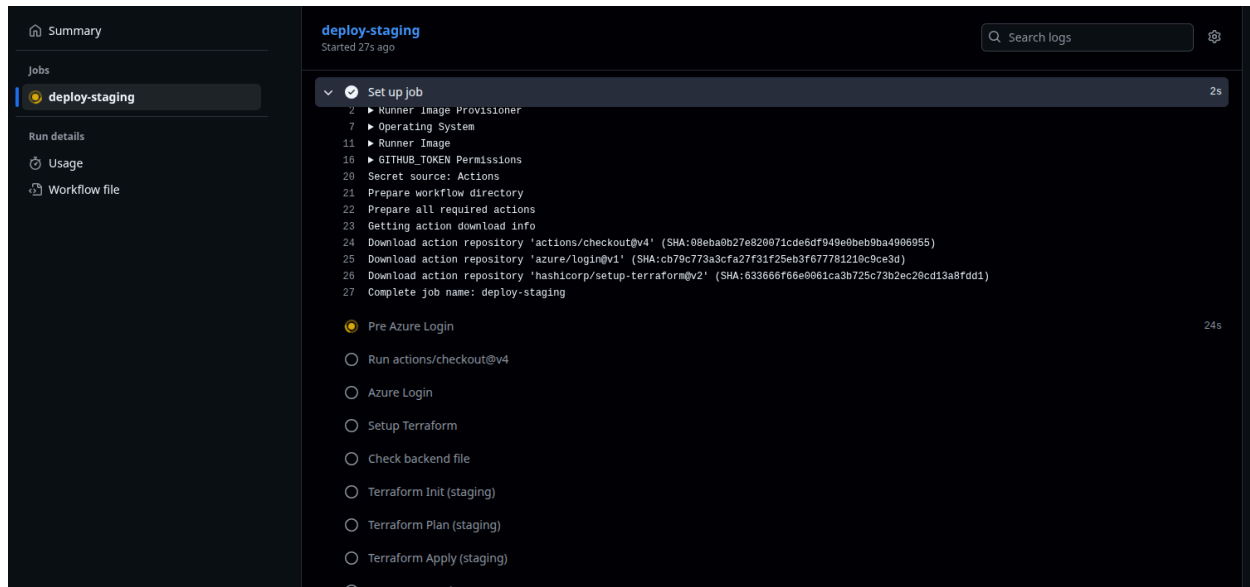 Summary
Jobs
deploy-staging
Run details
Usage
Workflow file
deploy-staging
Started 27s ago
Search logs
Set up job 2s
2 ▶ Runner Image Provisioner
7 ▶ Operating System
11 ▶ Runner Image
16 ▶ GITHUB_TOKEN Permissions
20 Secret source: Actions
21 Prepare workflow directory
22 Prepare all required actions
23 Getting action download info
24 Download action repository 'actions/checkout@v4' (SHA:08eba0b27e820071cde6df949e0beb9ba4906955)
25 Download action repository 'azure/login@v1' (SHA:cb79c773a3cfa27f31f25eb3f677781210c9ce3d)
26 Download action repository 'hashicorp/setup-terraform@v2' (SHA:633666f66e0061ca3b725c73b2ec20cd13a8fdd1)
27 Complete job name: deploy-staging
Pre Azure Login 24s
Run actions/checkout@v4
Azure Login
Setup Terraform
Check backend file
Terraform Init (staging)
Terraform Plan (staging)
Terraform Apply (staging)